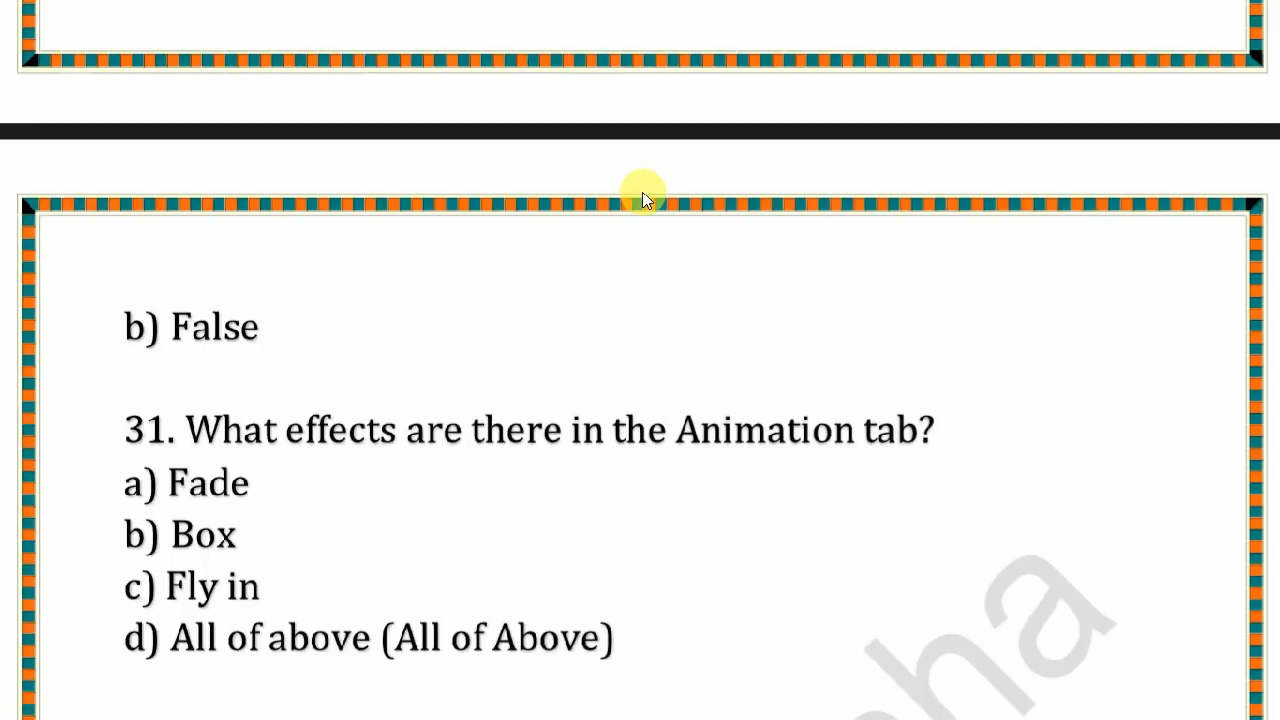 b) False
31. What effects are there in the Animation tab?
a) Fade
b) Box
c) Fly in
d) All of above (All of Above)